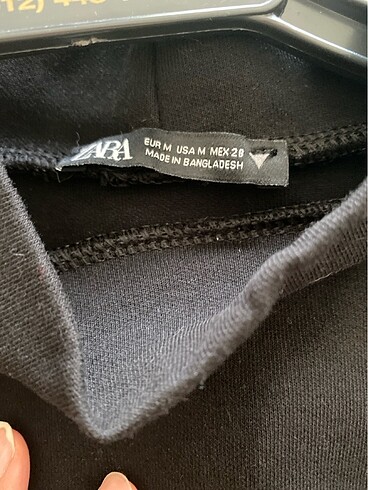 ZARA
EUR M USA M MEX 28
MADE IN BANGLADESH